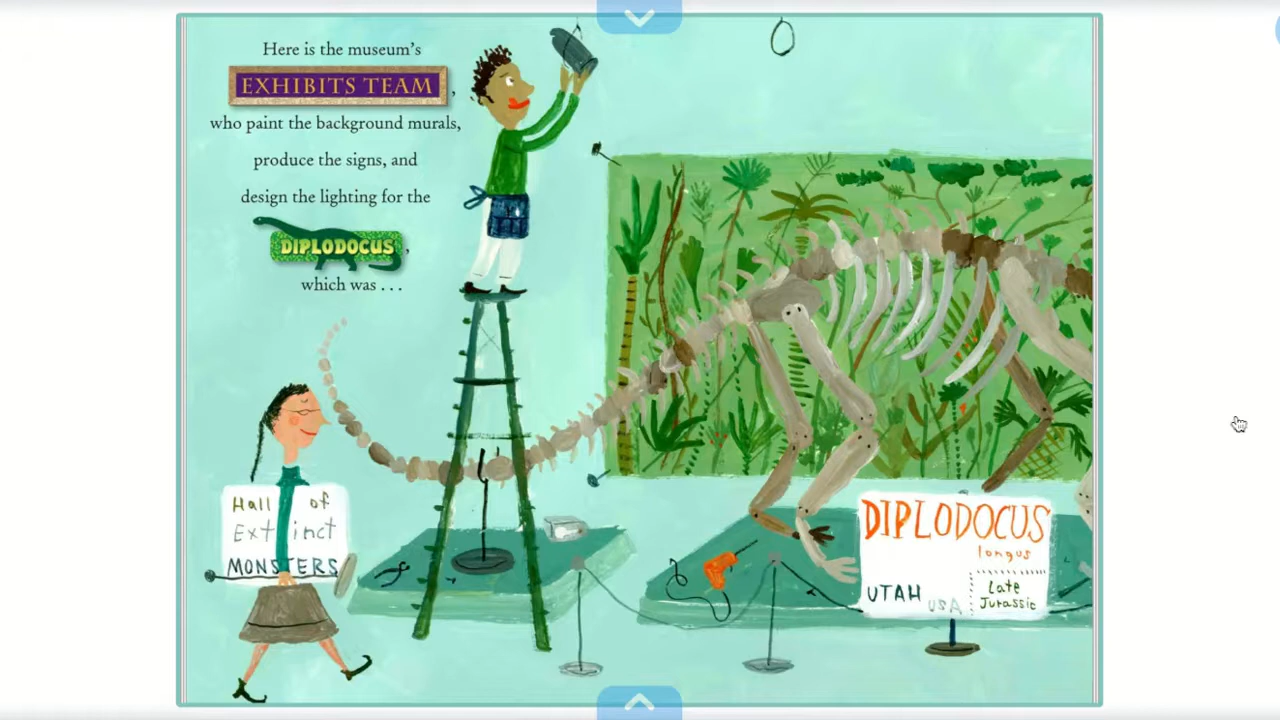 Here is the museum's
EXHIBITS TEAM,
who paint the background murals,
produce the signs, and
design the lighting for the
DIPLODOCUS,
which was . . .
Hall of
Extinct
MONSTERS
DIPLODOCUS
longus
UTAH USA
Late
Jurassic